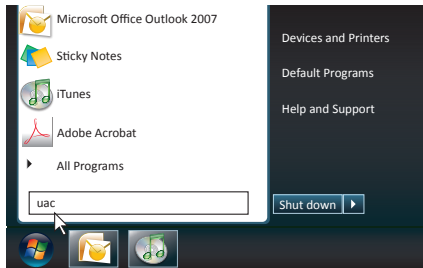 Microsoft Office Outlook 2007
Sticky Notes
iTunes
Adobe Acrobat
All Programs
uac
Devices and Printers
Default Programs
Help and Support
Shut down